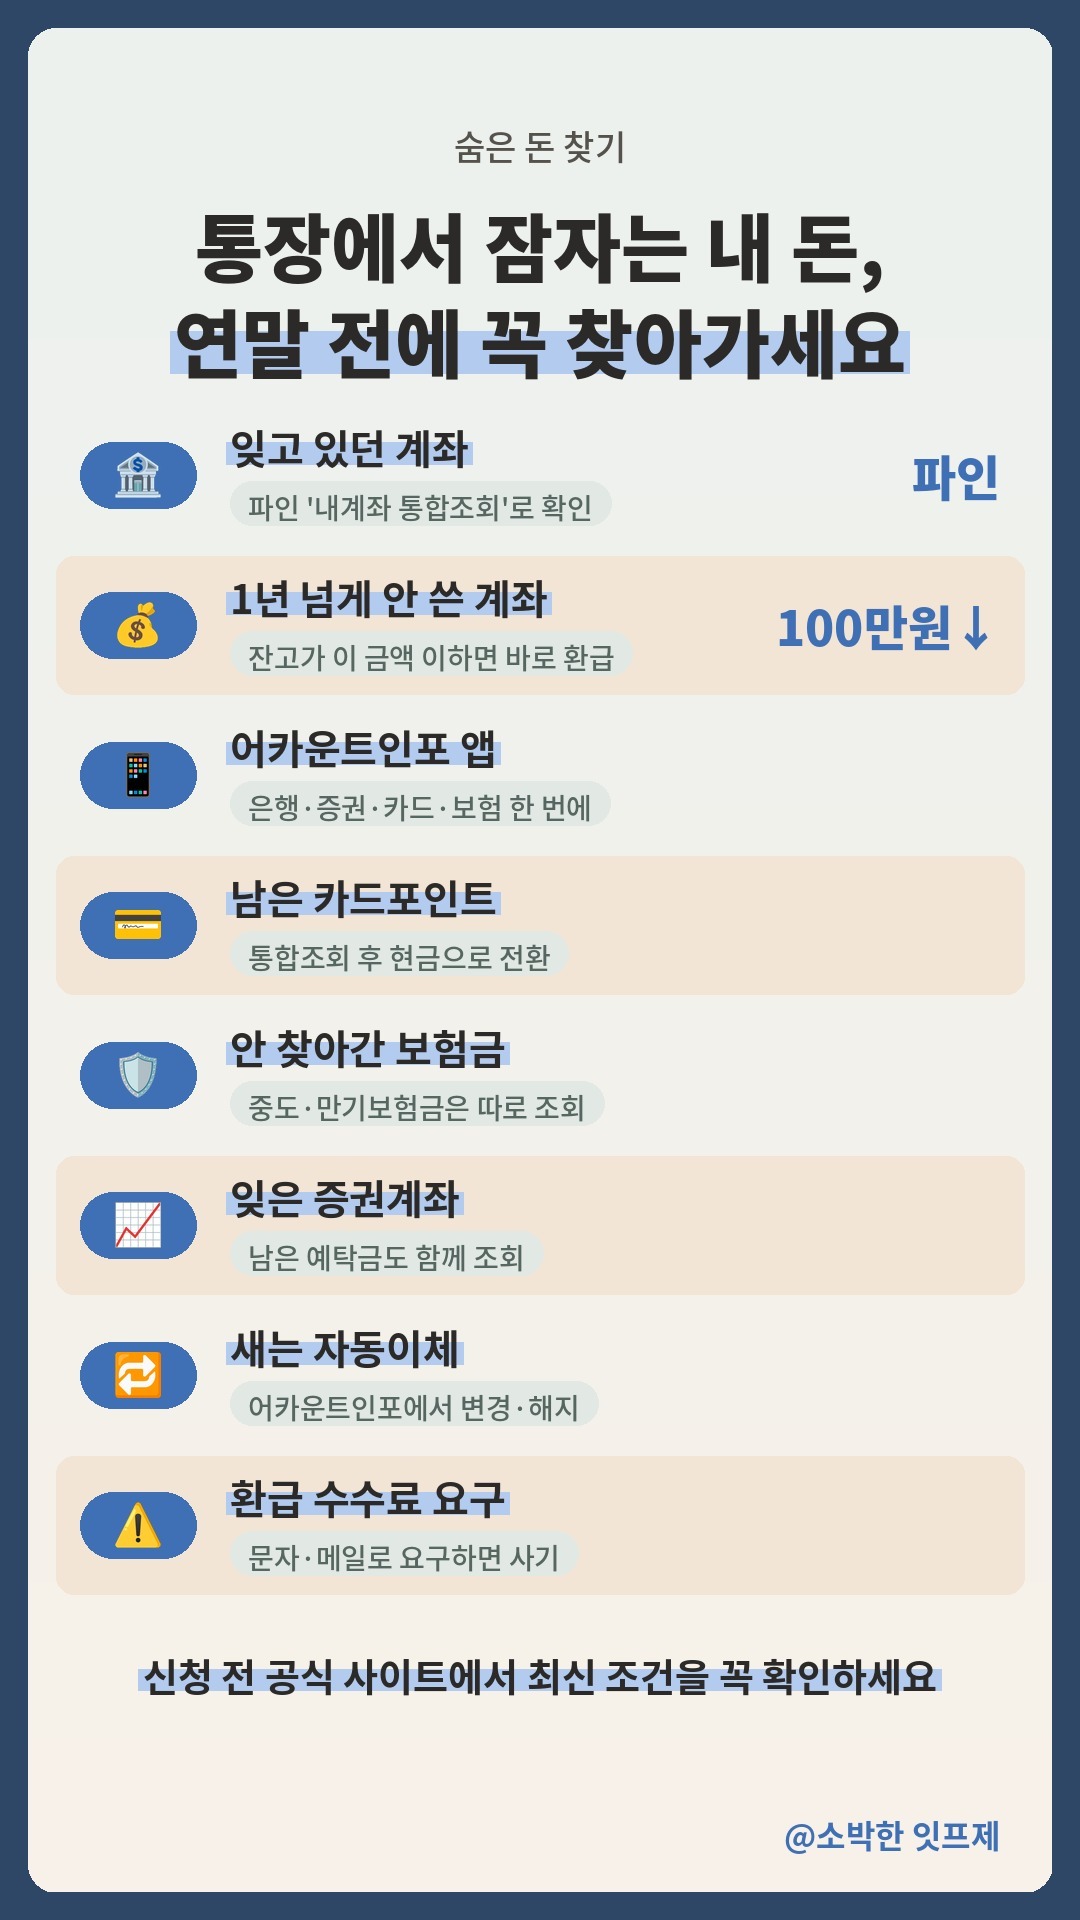 숨은 돈 찾기
통장에서 잠자는 내 돈,
연말 전에 꼭 찾아가세요
잊고 있던 계좌
파인 '내계좌 통합조회'로 확인
파인
1년 넘게 안 쓴 계좌
잔고가 이 금액 이하면 바로 환급
100만원↓
어카운트인포 앱
은행·증권·카드·보험 한 번에
남은 카드포인트
통합조회 후 현금으로 전환
안 찾아간 보험금
중도·만기보험금은 따로 조회
잊은 증권계좌
남은 예탁금도 함께 조회
새는 자동이체
어카운트인포에서 변경·해지
환급 수수료 요구
문자·메일로 요구하면 사기
신청 전 공식 사이트에서 최신 조건을 꼭 확인하세요
@소박한 잇프제